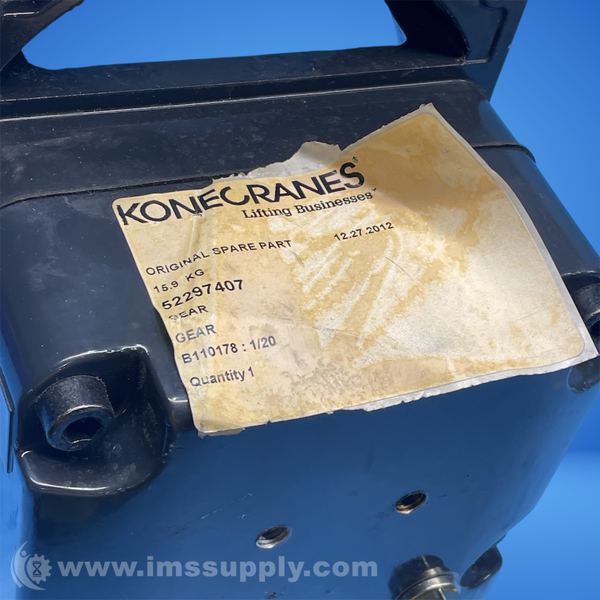 KONECRANES®
Lifting Businesses™
ORIGINAL SPARE PART 12.27.2012
15.9 KG
52297407
GEAR
GEAR
B110178 : 1/20
Quantity 1
www.imssupply.com